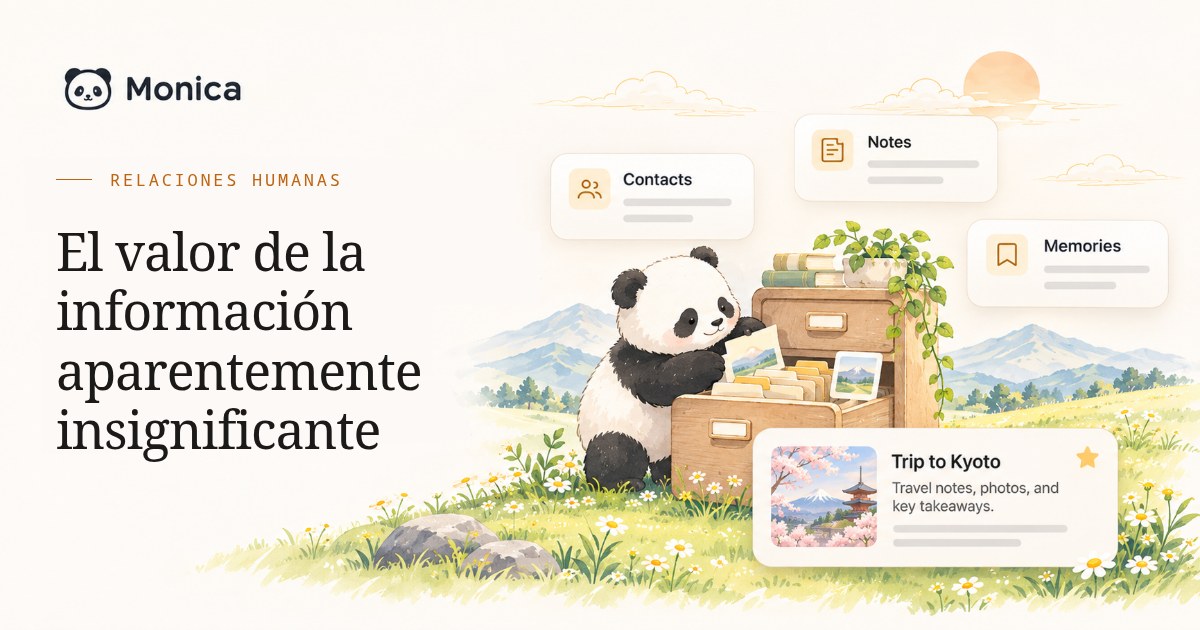 Monica
RELACIONES HUMANAS
El valor de la
información
aparentemente
insignificante
Contacts
Notes
Memories
Trip to Kyoto
Travel notes, photos, and
key takeaways.